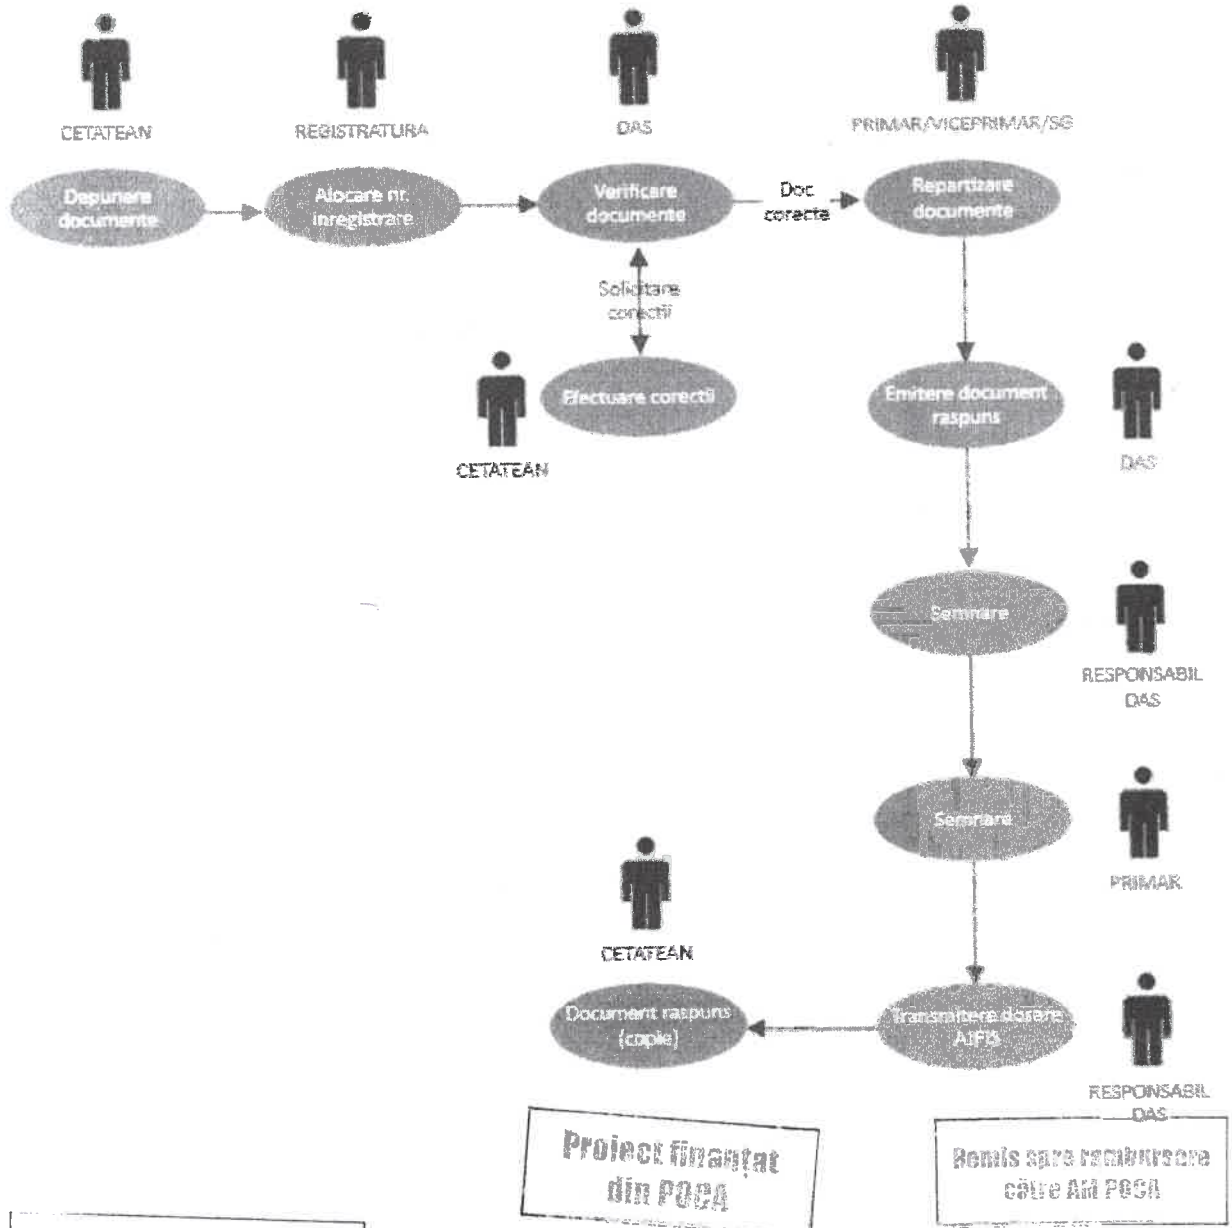 CETATEAN
REGISTRATURA
DAS
PRIMAR/VICEPRIMAR/SG
Depunere
documente
Alocare nr.
inregistrare
Verificare
documente
Doc
corecte
Repartizare
documente
Solicitare
corectii
CETATEAN
Efectuare corectii
Emitere document
raspuns
DAS
Semnare
RESPONSABIL
DAS
Semnare
PRIMAR
CETATEAN
Document raspuns
(copie)
Transmitere dosare
RESPONSABIL
DAS
Proiect finanțat
din POCA
Remis spre rambursare
către AM POCA